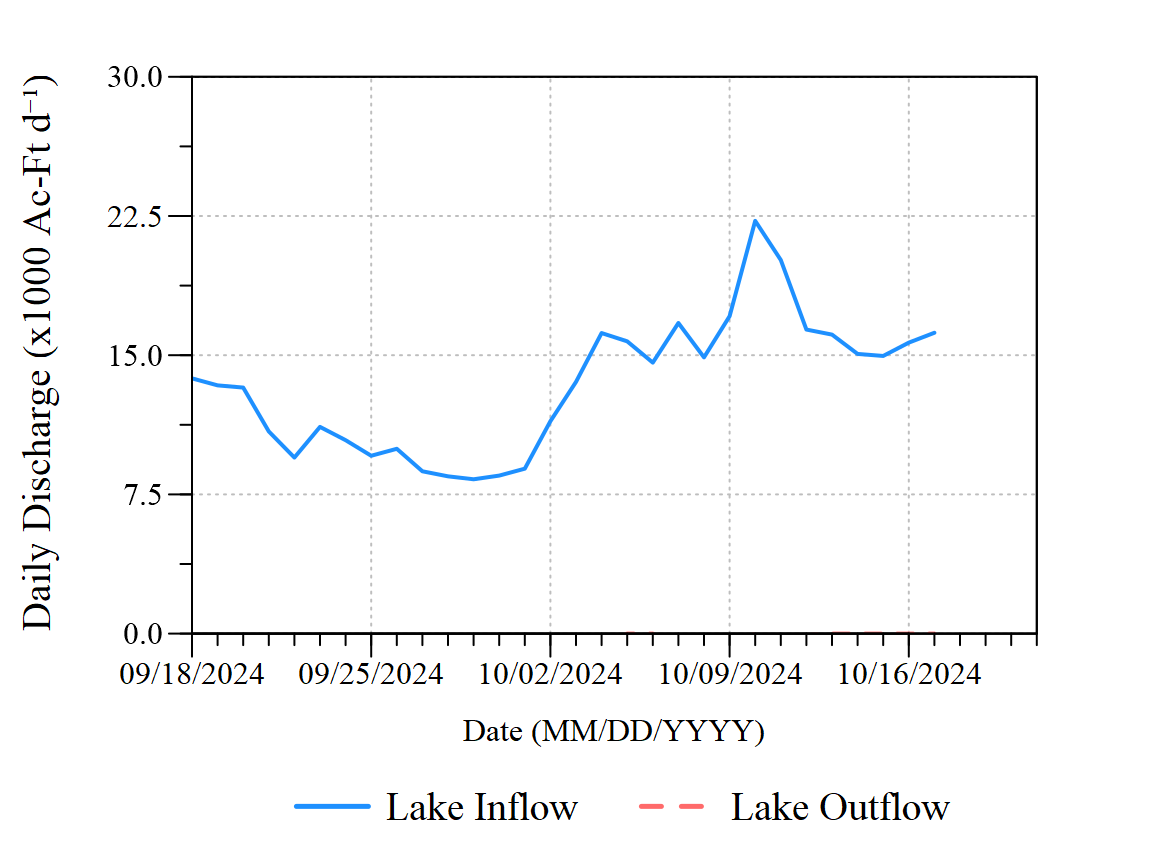 Daily Discharge (x1000 Ac-Ft d⁻¹)
30.0
22.5
15.0
7.5
0.0
09/18/2024 09/25/2024 10/02/2024 10/09/2024 10/16/2024
Date (MM/DD/YYYY)
Lake Inflow Lake Outflow